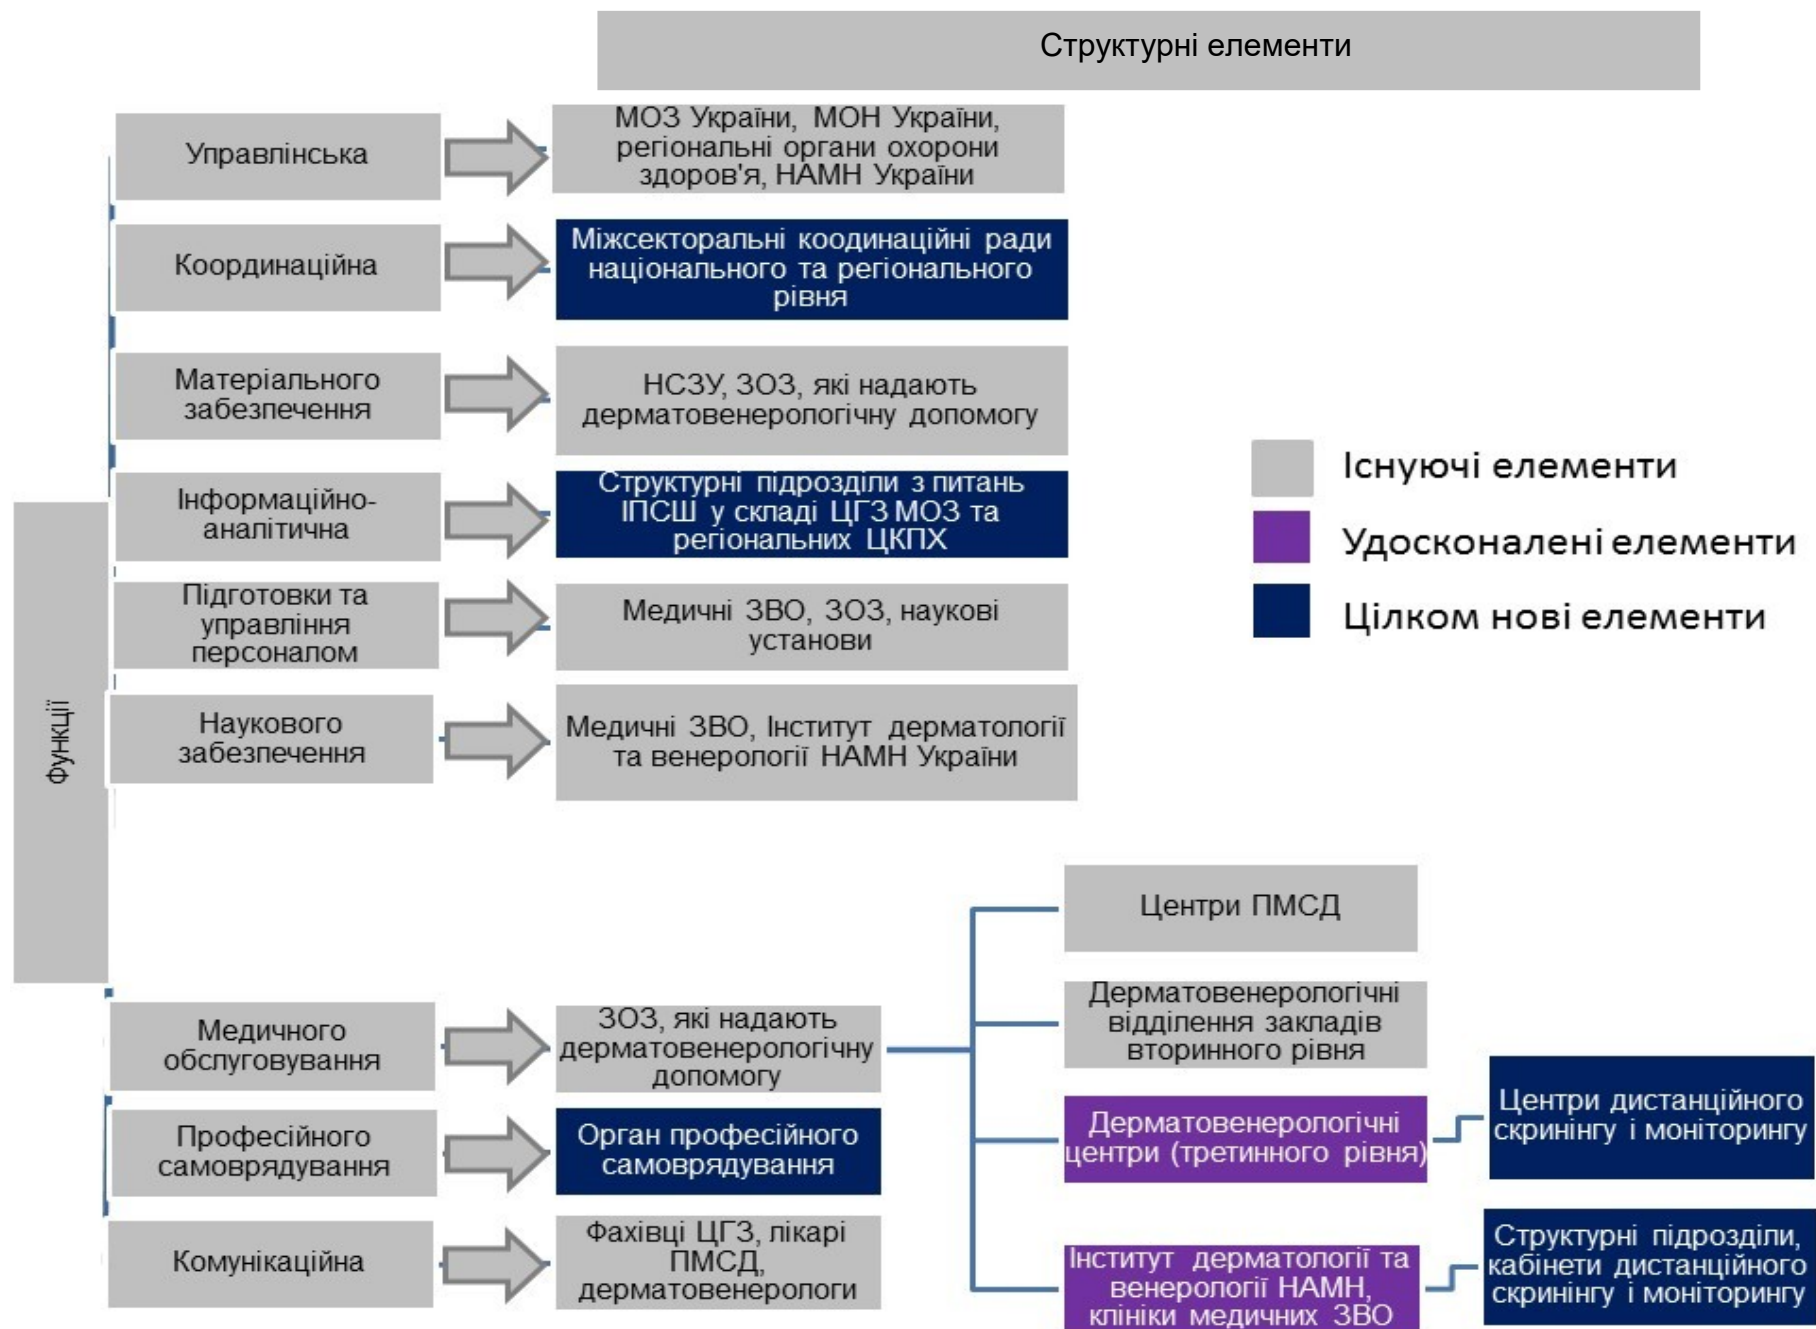 Структурні елементи
Управлінська
МОЗ України, МОН України,
регіональні органи охорони
здоров'я, НАМН України
Координаційна
Міжсекторальні коодинаційні ради
національного та регіонального
рівня
Матеріального
забезпечення
НСЗУ, ЗОЗ, які надають
дерматовенерологічну допомогу
Інформаційно-
аналітична
Структурні підрозділи з питань
ІПСШ у складі ЦГЗ МОЗ та
регіональних ЦКПХ
Підготовки та
управління
персоналом
Медичні ЗВО, ЗОЗ, наукові
установи
Наукового
забезпечення
Медичні ЗВО, Інститут дерматології
та венерології НАМН України
Існуючі елементи
Удосконалені елементи
Цілком нові елементи
Функції
Медичного
обслуговування
ЗОЗ, які надають
дерматовенерологічну
допомогу
Центри ПМСД
Дерматовенерологічні
відділення закладів
вторинного рівня
Дерматовенерологічні
центри (третинного рівня)
Центри дистанційного
скринінгу і моніторингу
Інститут дерматології та
венерології НАМН,
клініки медичних ЗВО
Структурні підрозділи,
кабінети дистанційного
скринінгу і моніторингу
Професійного
самоврядування
Орган професійного
самоврядування
Комунікаційна
Фахівці ЦГЗ, лікарі
ПМСД,
дерматовенерологи